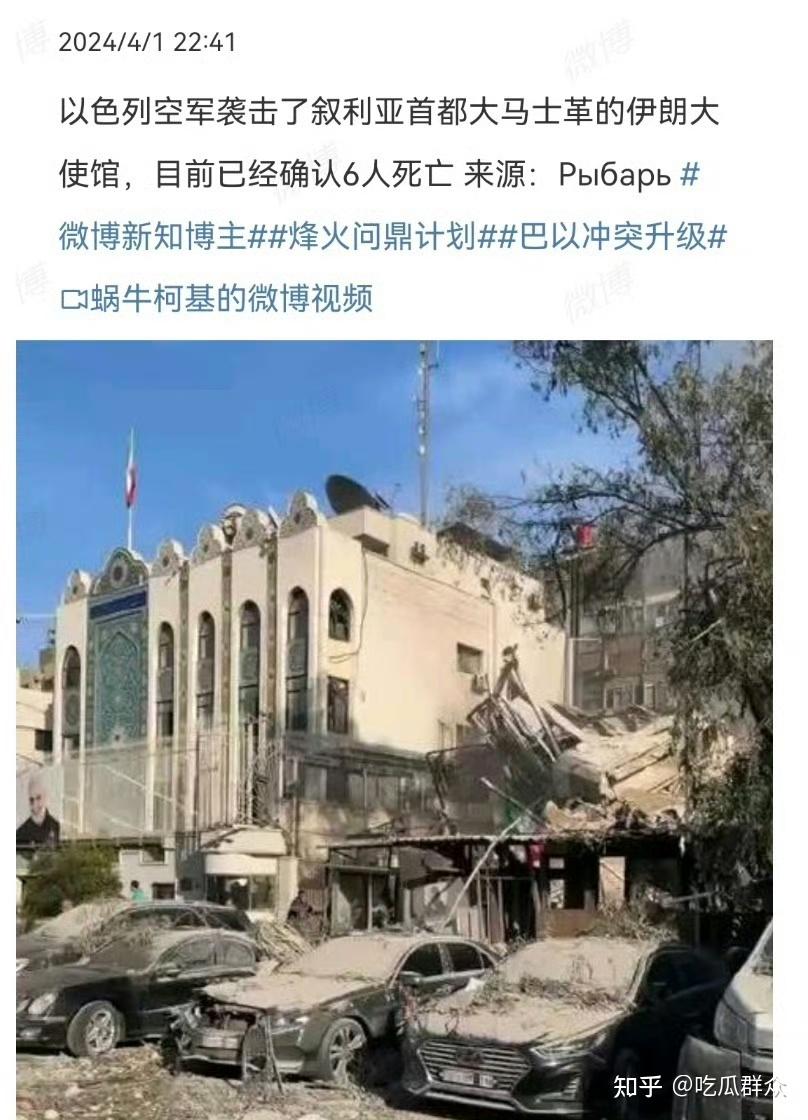 2024/4/1 22:41
以色列空军袭击了叙利亚首都大马士革的伊朗大
使馆，目前已经确认6人死亡 来源：Рыбарь #
微博新知博主##烽火问鼎计划##巴以冲突升级#
蜗牛柯基的微博视频
知乎 @吃瓜群众